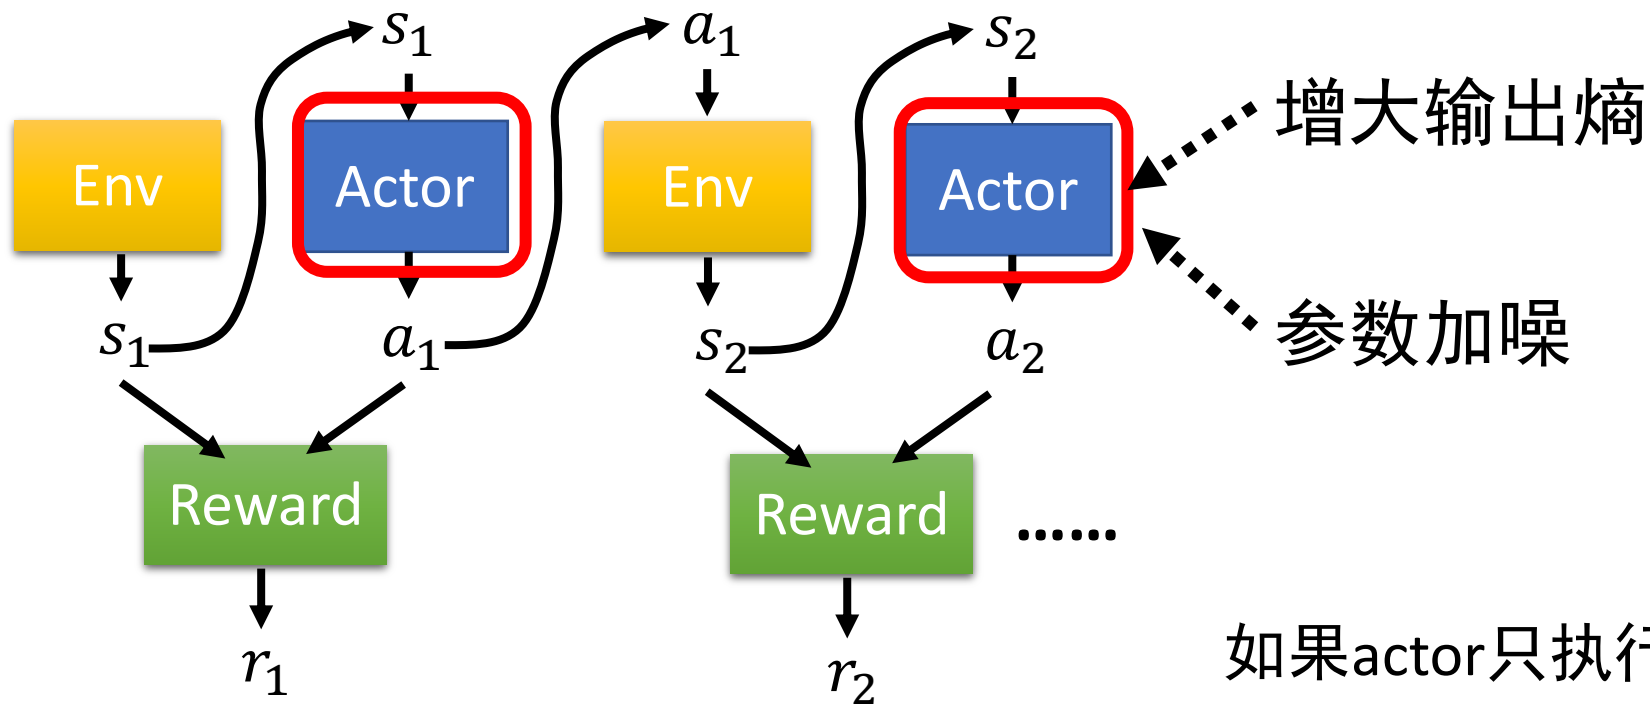 s₁
a₁
s₂
Env
Actor
Env
Actor
增大输出熵
s₁
a₁
s₂
a₂
参数加噪
Reward
Reward
……
r₁
r₂
如果actor只执行